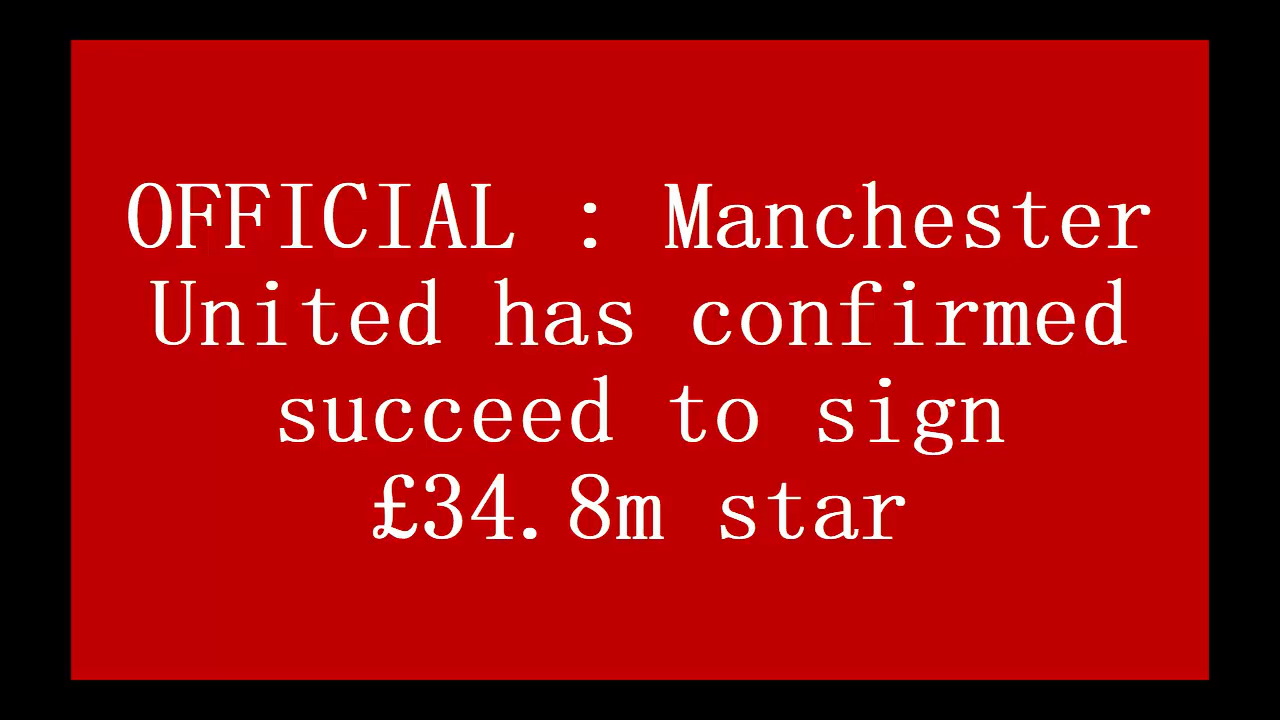 OFFICIAL : Manchester
United has confirmed
succeed to sign
£34.8m star